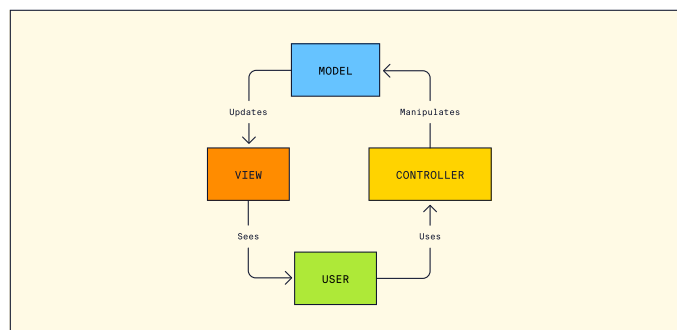 MODEL
Updates
Manipulates
VIEW
CONTROLLER
Sees
Uses
USER